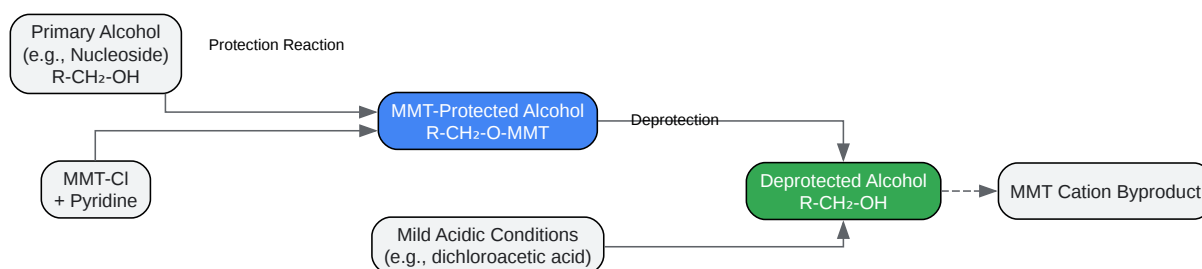 Primary Alcohol
(e.g., Nucleoside)
R-CH₂-OH
Protection Reaction
MMT-Cl
+ Pyridine
MMT-Protected Alcohol
R-CH₂-O-MMT
Deprotection
Mild Acidic Conditions
(e.g., dichloroacetic acid)
Deprotected Alcohol
R-CH₂-OH
MMT Cation Byproduct